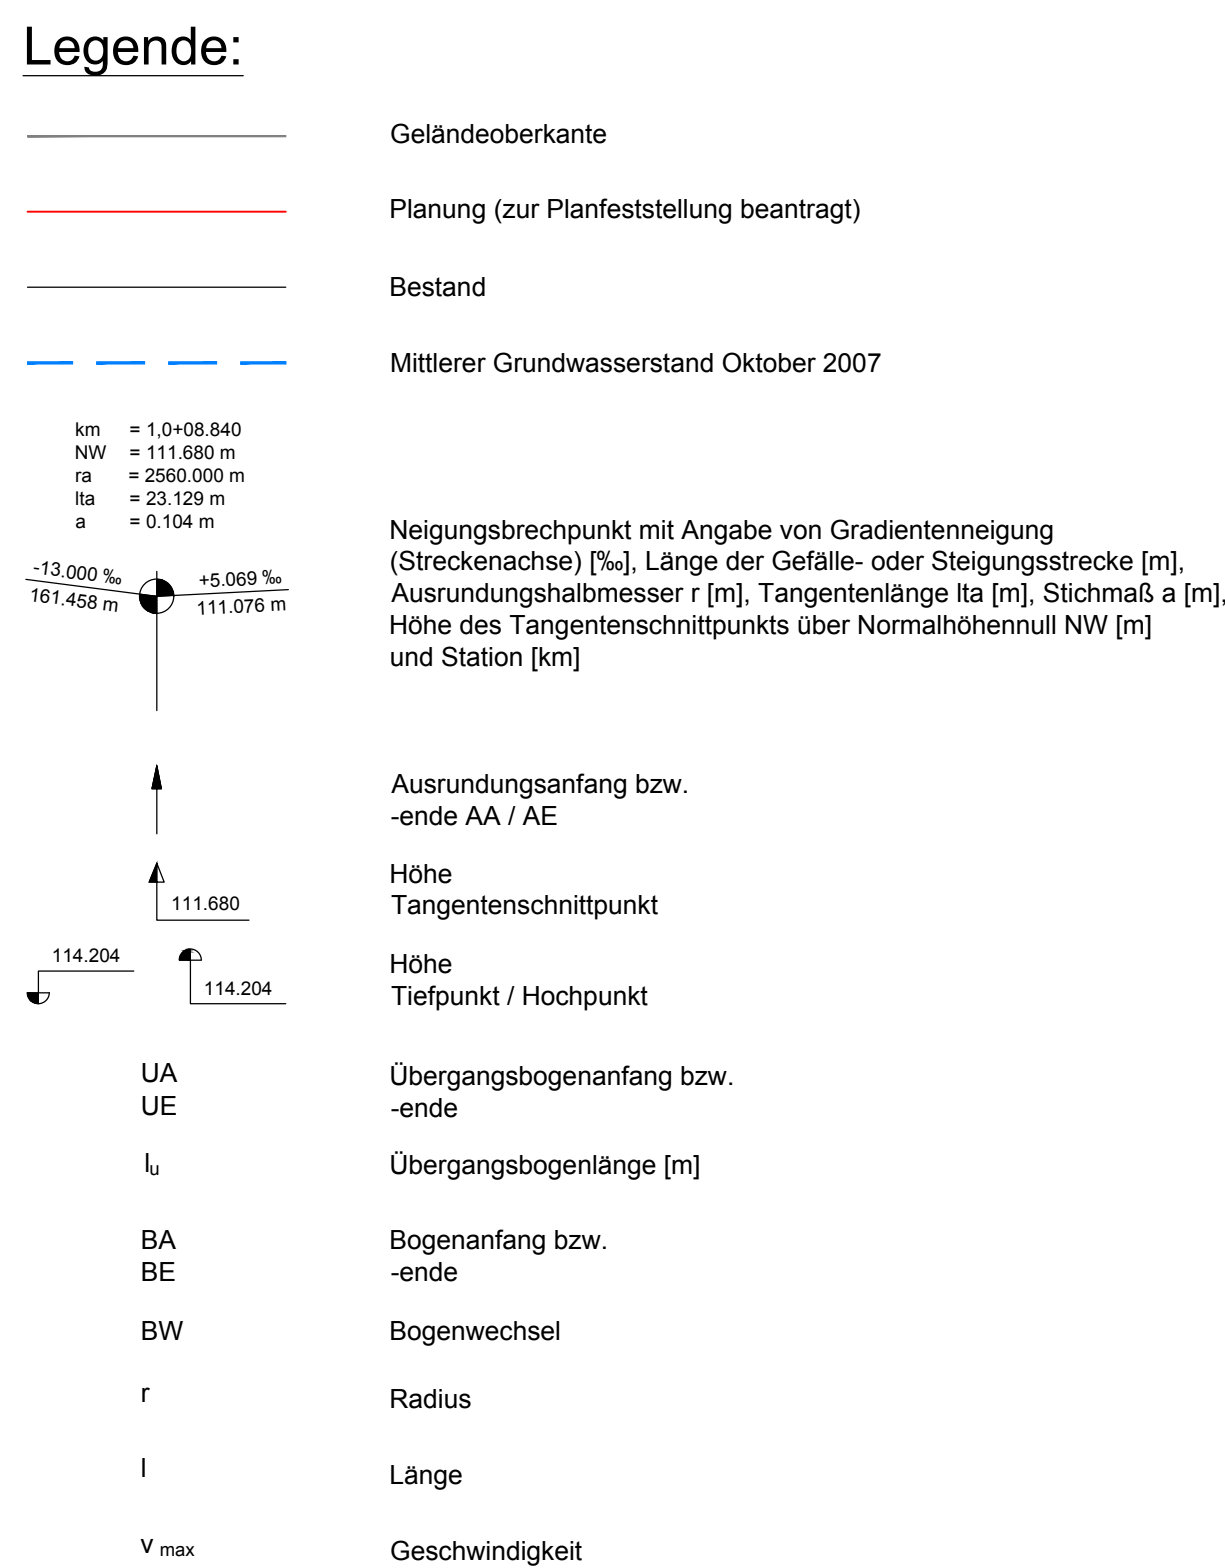 Legende:
Geländeoberkante
Planung (zur Planfeststellung beantragt)
Bestand
Mittlerer Grundwasserstand Oktober 2007
km = 1,0+08.840
NW = 111.680 m
ra = 2560.000 m
lta = 23.129 m
a = 0.104 m
-13.000 ‰
161.458 m
+5.069 ‰
111.076 m
Neigungsbrechpunkt mit Angabe von Gradientenneigung
(Streckenachse) [‰], Länge der Gefälle- oder Steigungsstrecke [m],
Ausrundungshalbmesser r [m], Tangentenlänge lta [m], Stichmaß a [m],
Höhe des Tangentenschnittpunkts über Normalhöhennull NW [m]
und Station [km]
Ausrundungsanfang bzw.
-ende AA / AE
111.680
Höhe
Tangentenschnittpunkt
114.204
114.204
Höhe
Tiefpunkt / Hochpunkt
UA Übergangsbogenanfang bzw.
UE -ende
lu Übergangsbogenlänge [m]
BA Bogenanfang bzw.
BE -ende
BW Bogenwechsel
r Radius
l Länge
v max Geschwindigkeit